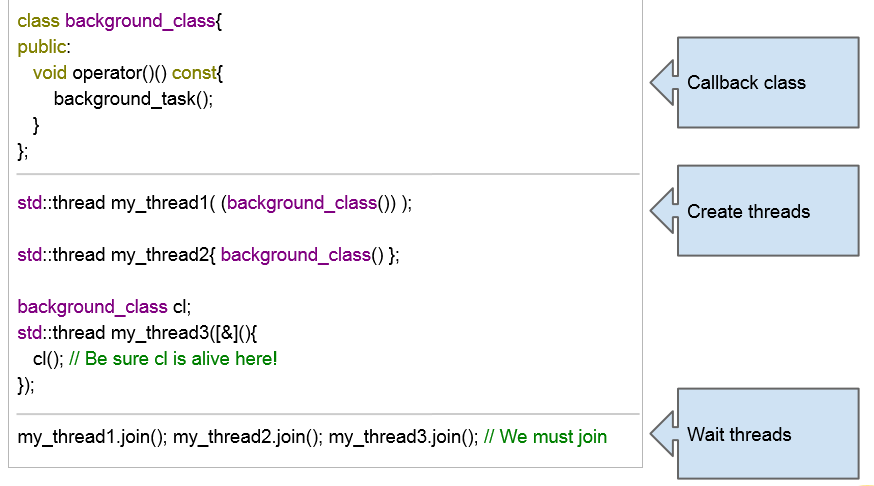 class background_class{
public:
void operator()() const{
background_task();
}
};
Callback class
std::thread my_thread1( (background_class()) );
std::thread my_thread2{ background_class() };
background_class cl;
std::thread my_thread3([&](){
cl(); // Be sure cl is alive here!
});
Create threads
my_thread1.join(); my_thread2.join(); my_thread3.join(); // We must join
Wait threads